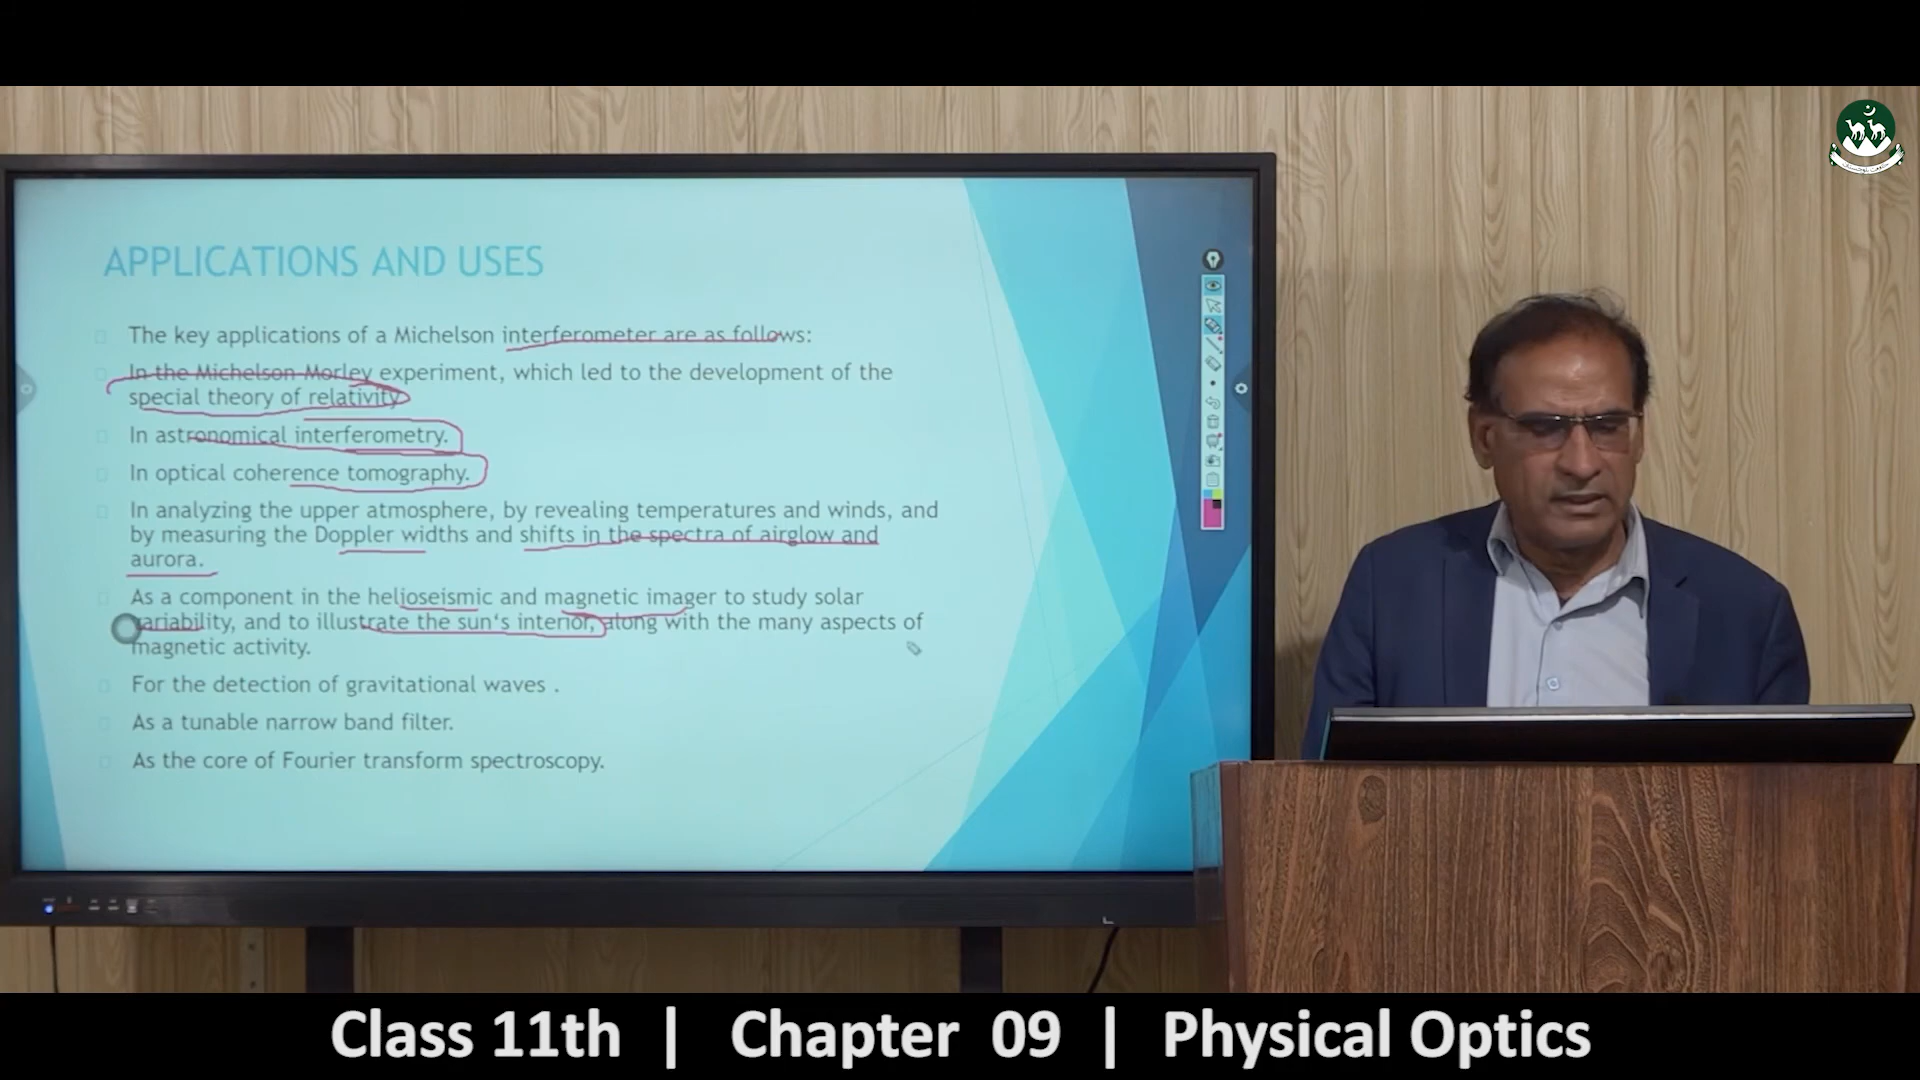 APPLICATIONS AND USES
The key applications of a Michelson interferometer are as follows:
In the Michelson Morley experiment, which led to the development of the
special theory of relativity
In astronomical interferometry.
In optical coherence tomography.
In analyzing the upper atmosphere, by revealing temperatures and winds, and
by measuring the Doppler widths and shifts in the spectra of airglow and
aurora.
As a component in the helioseismic and magnetic imager to study solar
variability, and to illustrate the sun‘s interior, along with the many aspects of
magnetic activity.
For the detection of gravitational waves .
As a tunable narrow band filter.
As the core of Fourier transform spectroscopy.
Class 11th | Chapter 09 | Physical Optics